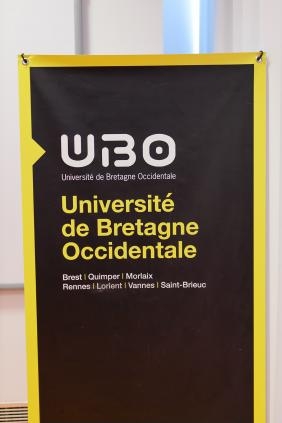 UBO
Université de Bretagne Occidentale
Université
de Bretagne
Occidentale
Brest | Quimper | Morlaix
Rennes | Lorient | Vannes | Saint-Brieuc